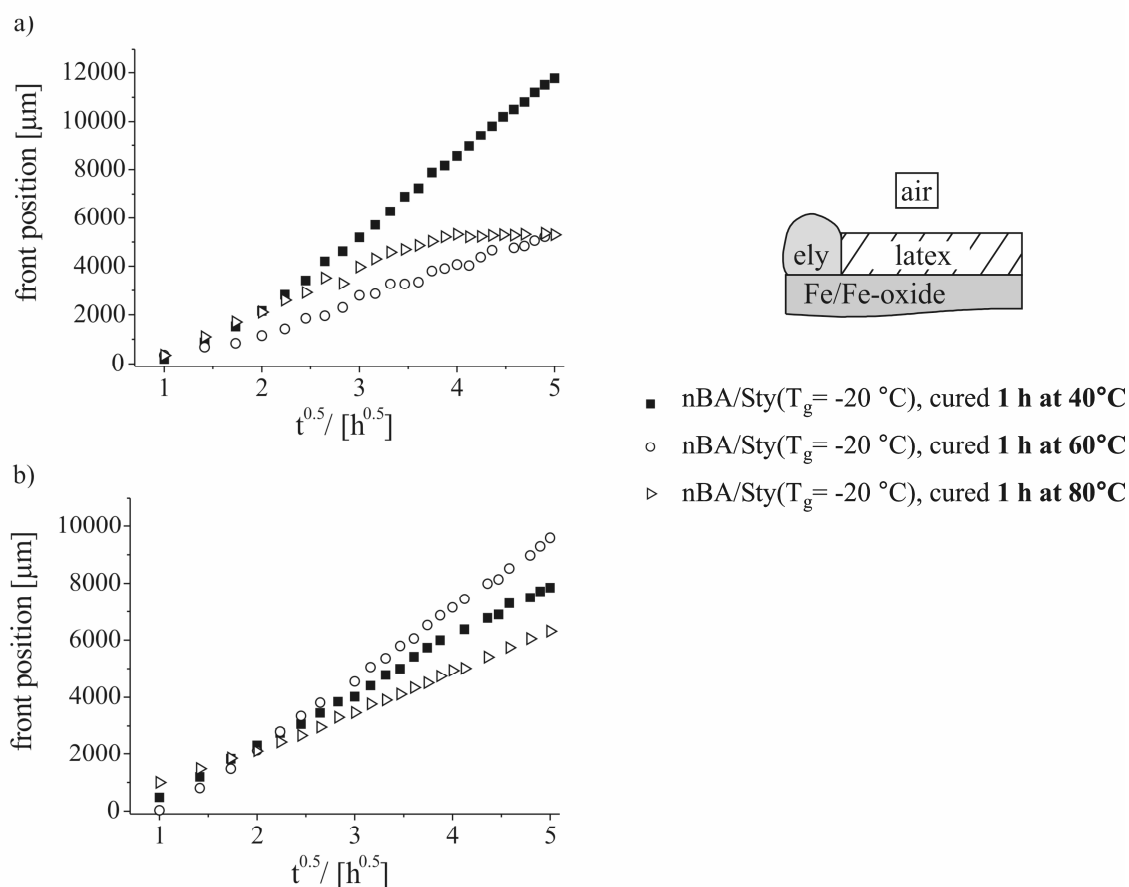 a)
12000
10000
8000
6000
4000
2000
0
front position [μm]
1 2 3 4 5
t^0.5/ [h^0.5]
air
ely latex
Fe/Fe-oxide
nBA/Sty(Tg= -20 °C), cured 1 h at 40°C
nBA/Sty(Tg= -20 °C), cured 1 h at 60°C
nBA/Sty(Tg= -20 °C), cured 1 h at 80°C
b)
10000
8000
6000
4000
2000
0
front position [μm]
1 2 3 4 5
t^0.5/ [h^0.5]